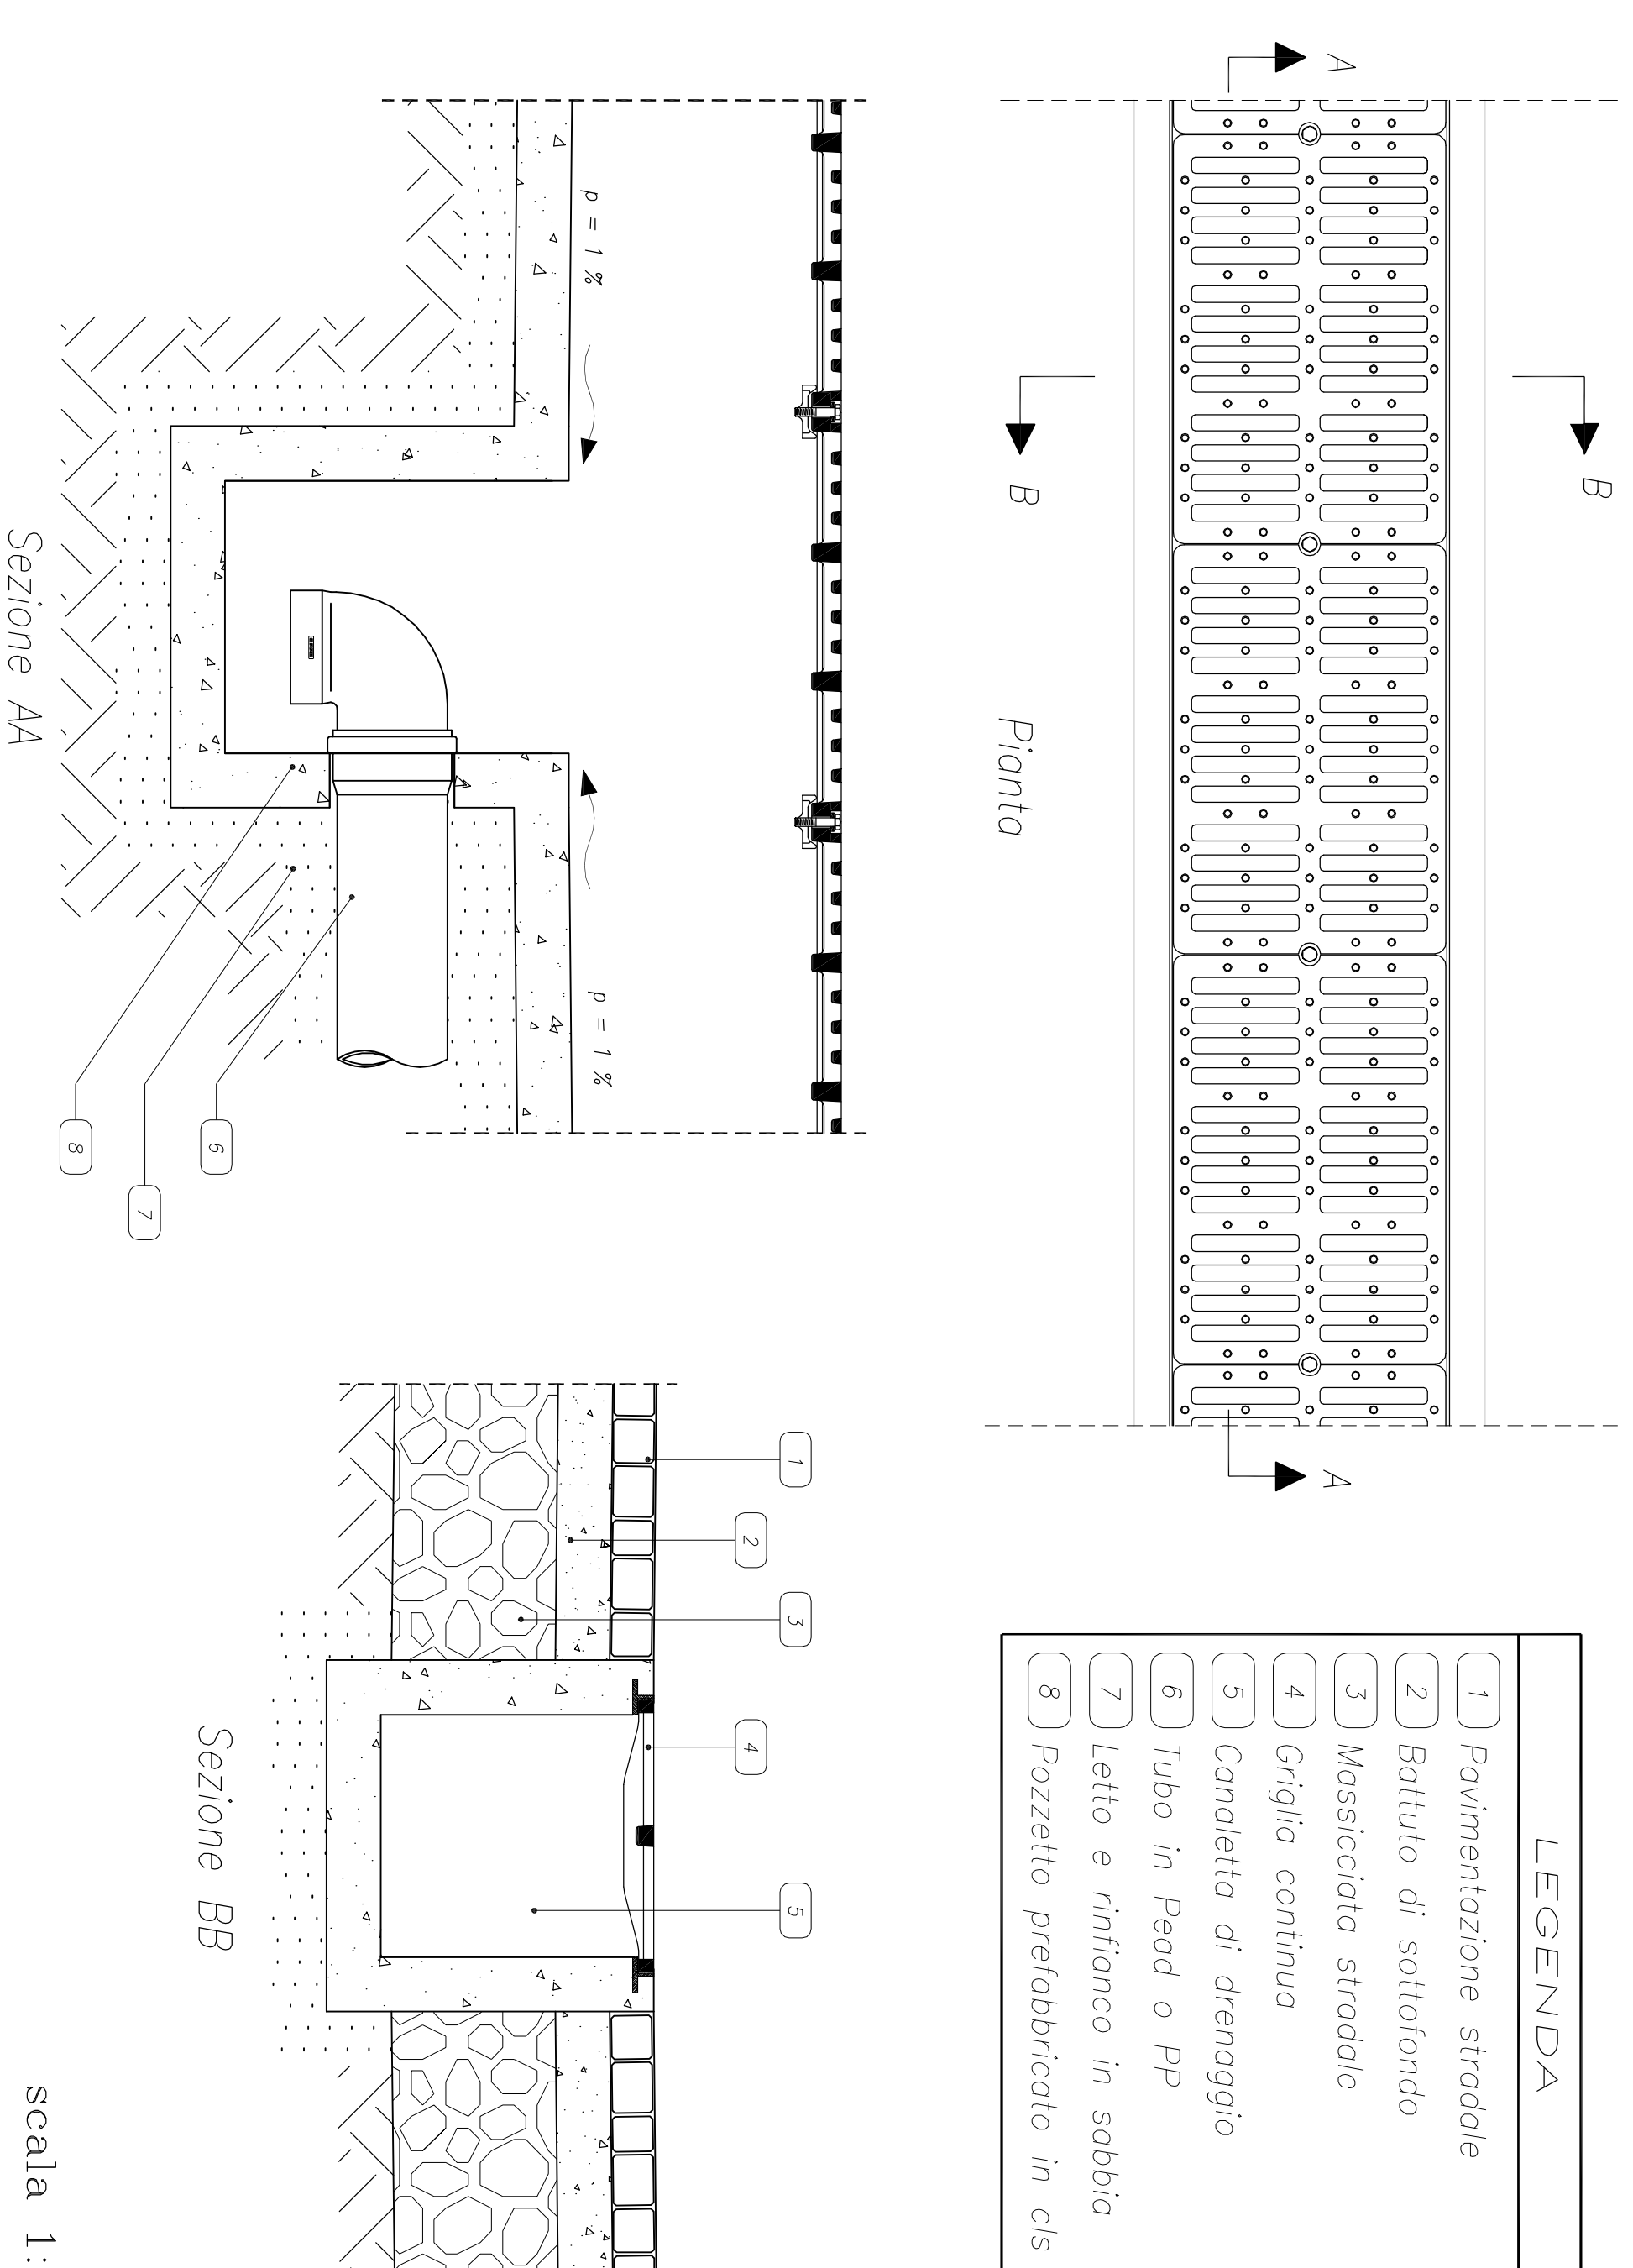 A
A
B
B
Pianta
LEGENDA
1 Pavimentazione stradale
2 Battuto di sottofondo
3 Massicciata stradale
4 Griglia continua
5 Canaletta di drenaggio
6 Tubo in Pead o PP
7 Letto e rinfianco in sabbia
8 Pozzetto prefabbricato in cls
p = 1 %
p = 1 %
6
7
8
Sezione AA
1
2
3
4
5
Sezione BB
scala 1: